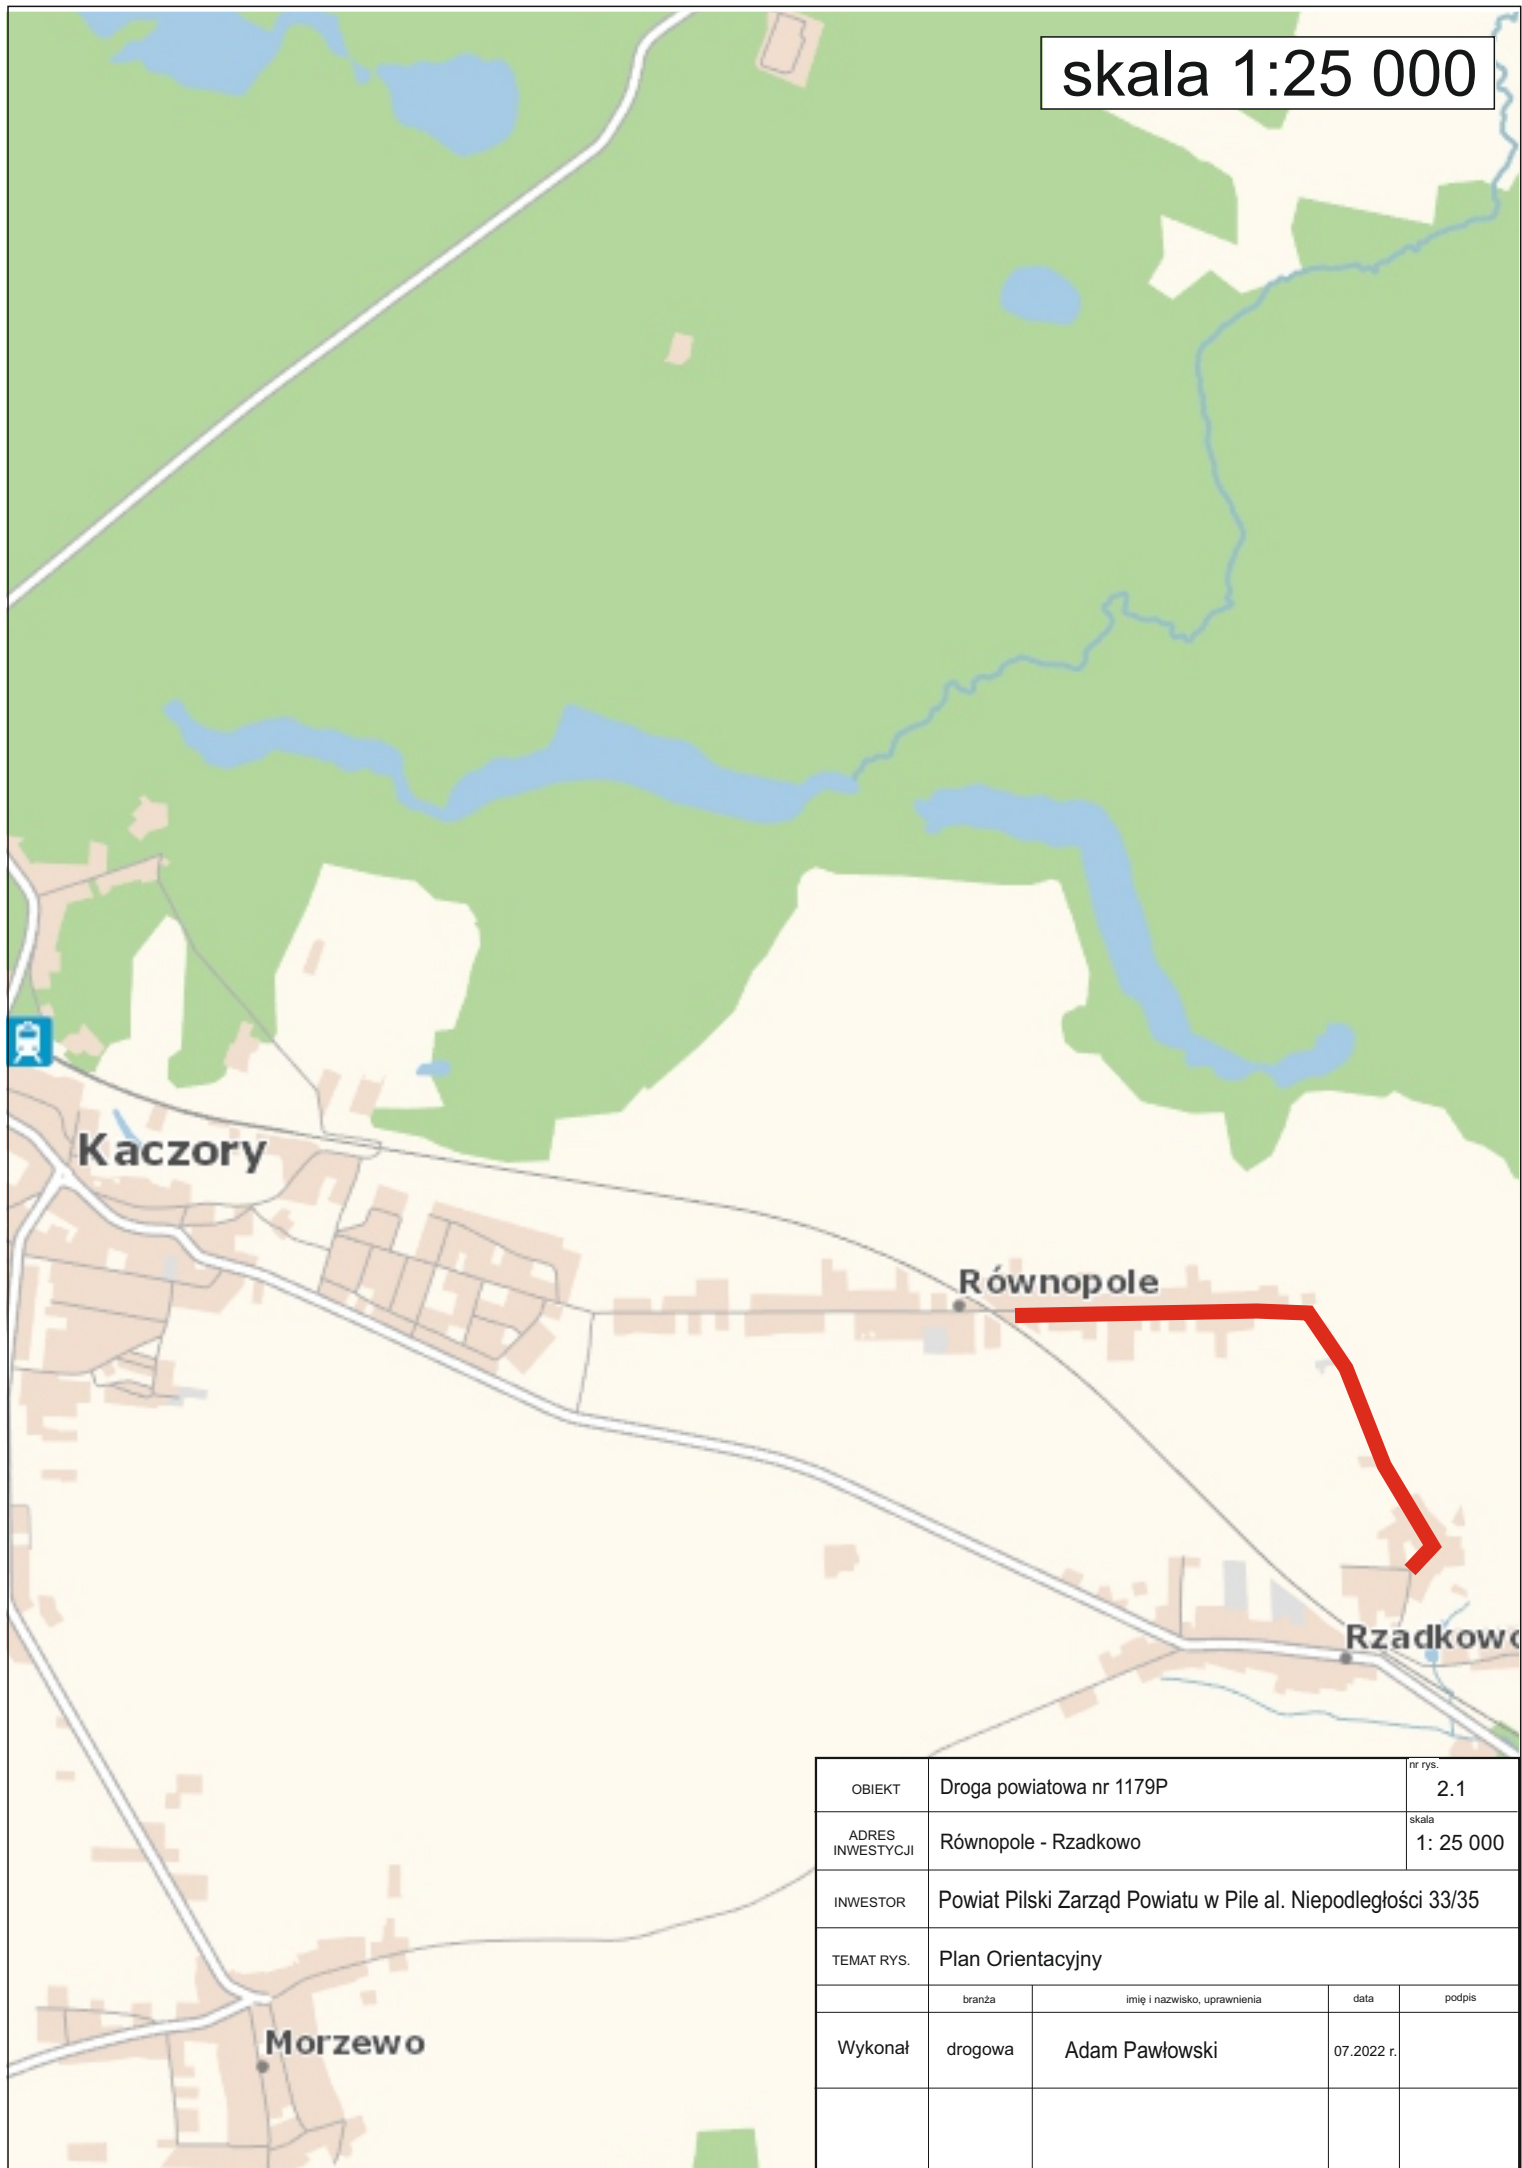 skala 1:25 000
Kaczory
Równopole
Rzadkowo
Morzewo
OBIEKT Droga powiatowa nr 1179P nr rys. 2.1
ADRES INWESTYCJI Równopole - Rzadkowo skala 1: 25 000
INWESTOR Powiat Pilski Zarząd Powiatu w Pile al. Niepodległości 33/35
TEMAT RYS. Plan Orientacyjny
branża imię i nazwisko, uprawnienia data podpis
Wykonał drogowa Adam Pawłowski 07.2022 r.